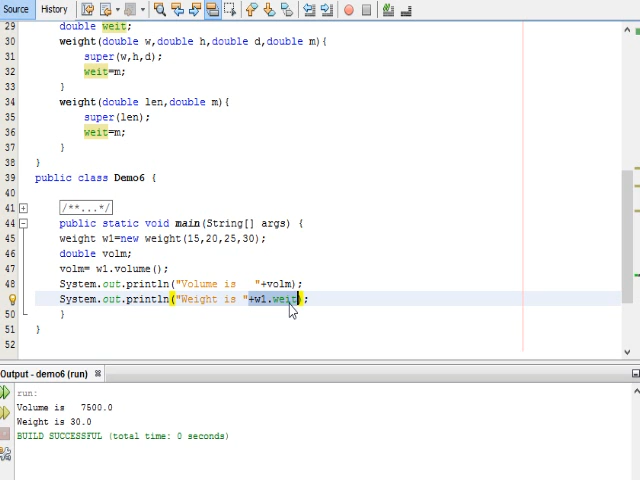 Source History
29 double weit;
30 weight(double w,double h,double d,double m){
31 super(w,h,d);
32 weit=m;
33 }
34 weight(double len,double m){
35 super(len);
36 weit=m;
37 }
38 }
39 public class Demo6 {
40
41 /**...*/
44 public static void main(String[] args) {
45 weight w1=new weight(15,20,25,30);
46 double volm;
47 volm= w1.volume();
48 System.out.println("Volume is   "+volm);
System.out.println("Weight is "+w1.weit);
50 }
51 }
52
Output - demo6 (run)
run:
Volume is   7500.0
Weight is 30.0
BUILD SUCCESSFUL (total time: 0 seconds)